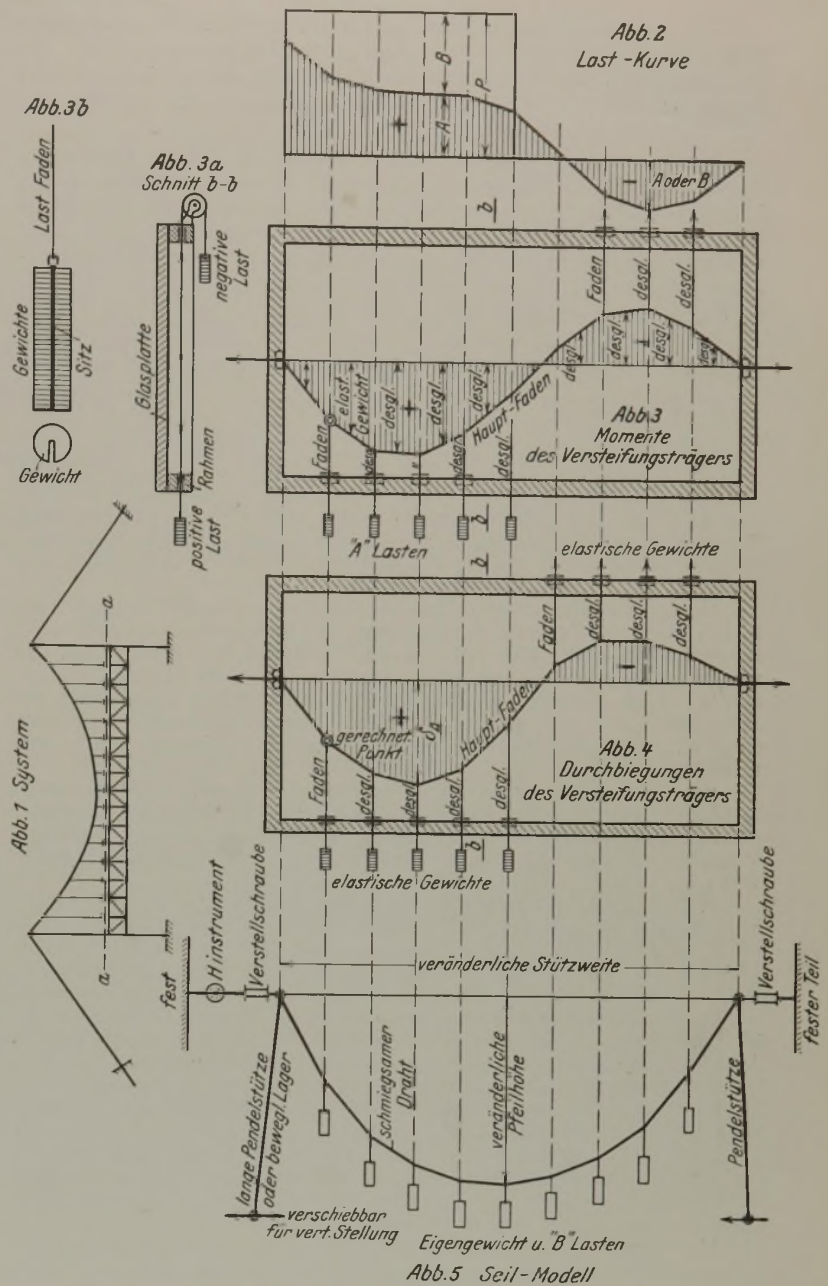 Abb. 2
Last-Kurve
B
P
A
+
-
A oder B
b
Abb. 3b
Last Faden
Gewichte
Sitz
Gewicht
Abb. 3a
Schnitt b-b
negative Last
Glasplatte
Rahmen
positive Last
Faden
desgl.
desgl.
Faden
elast. Gewicht
desgl.
+
desgl.
desgl.
Haupt-Faden
desgl.
desgl.
desgl.
desgl.
desgl.
desgl.
desgl.
desgl.
Abb. 3
Momente
des Versteifungsträgers
"A" Lasten
b
b
elastische Gewichte
Faden
desgl.
desgl.
desgl.
-
+
δA
gerechnet.
Punkt
Haupt-Faden
Faden
desgl.
desgl.
desgl.
desgl.
Abb. 4
Durchbiegungen
des Versteifungsträgers
b
elastische Gewichte
Abb. 1 System
a
a
fest
H instrument
Verstellschraube
veränderliche Stützweite
Verstellschraube
fester Teil
lange Pendelstütze
oder bewegl. Lager
schmiegsamer
Draht
veränderliche
Pfeilhöhe
Pendelstütze
verschiebbar
für vert. Stellung
Eigengewicht u. "B" Lasten
Abb. 5 Seil-Modell